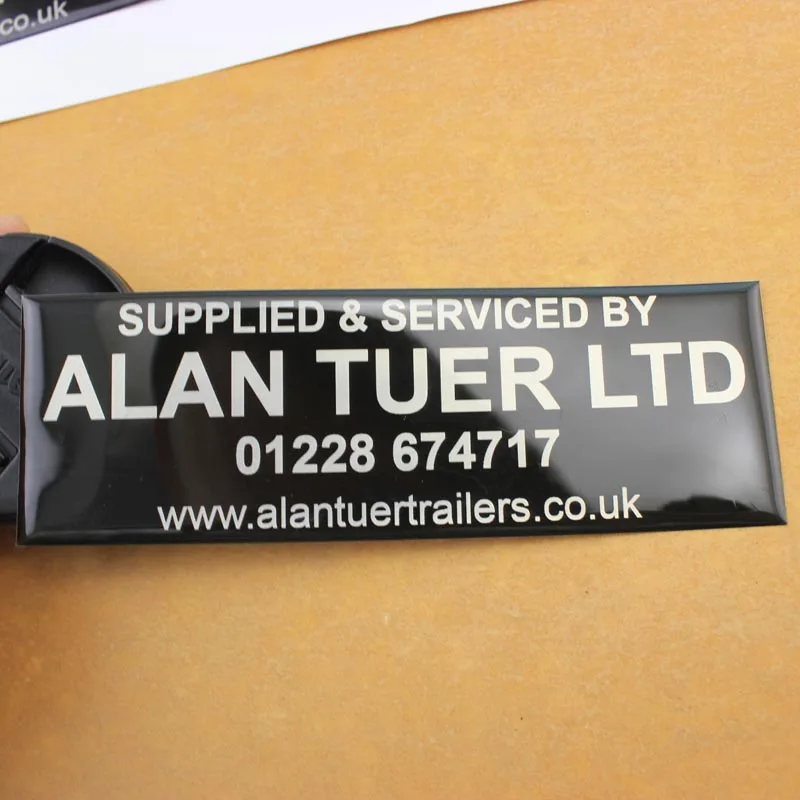 co.uk
SUPPLIED & SERVICED BY
ALAN TUER LTD
01228 674717
www.alantuertrailers.co.uk